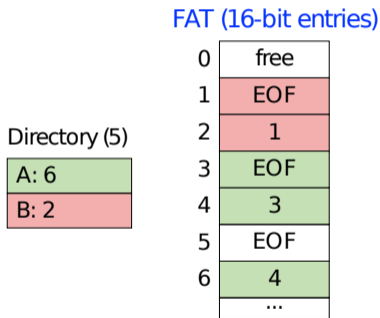 FAT (16-bit entries)
0 free
1 EOF
2 1
3 EOF
4 3
5 EOF
6 4
...
Directory (5)
A: 6
B: 2